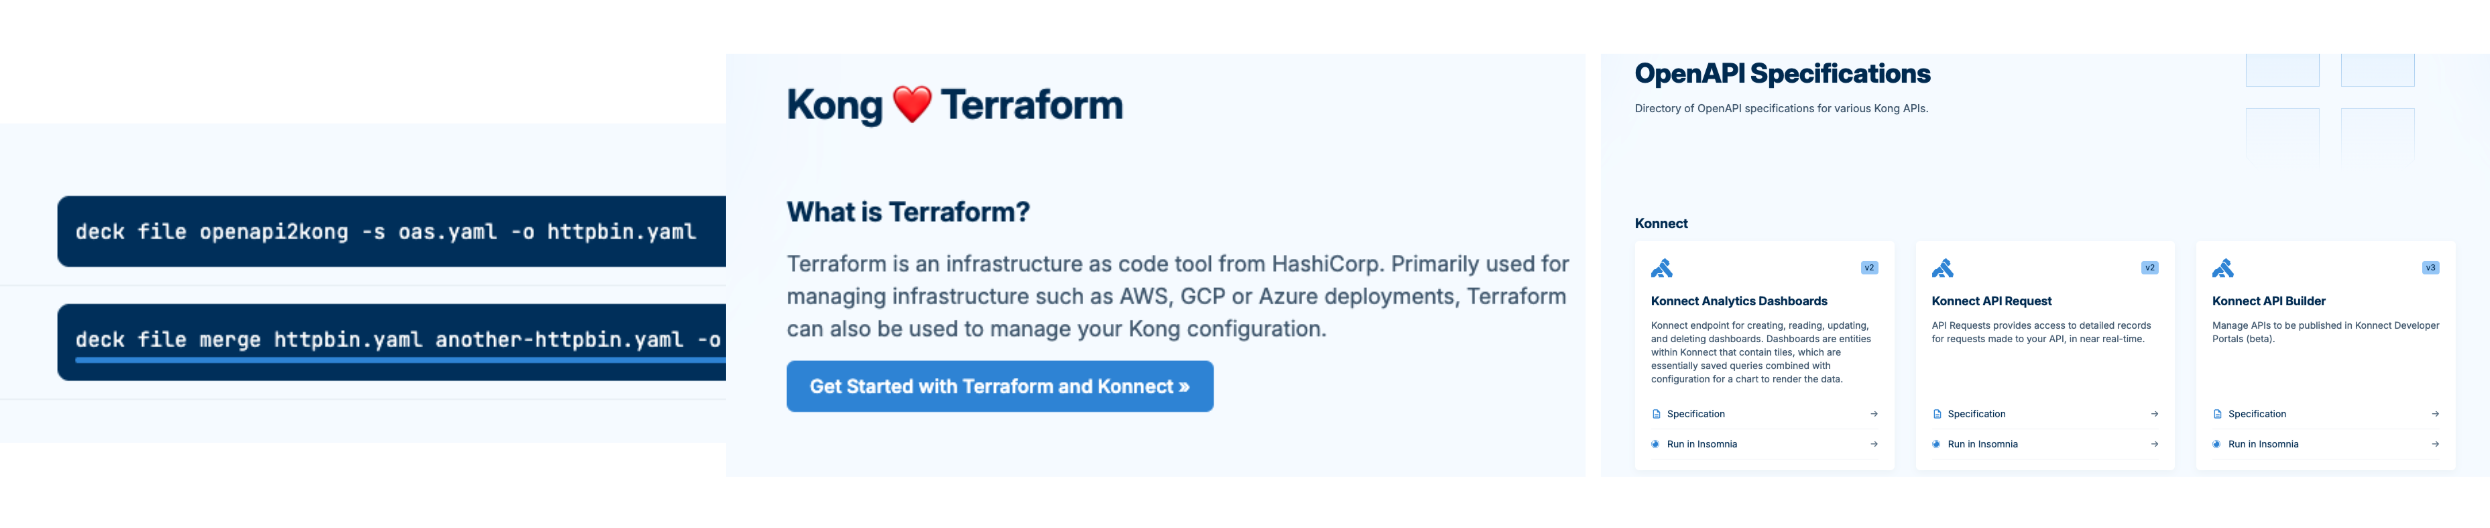 deck file openapi2kong -s oas.yaml -o httpbin.yaml
deck file merge httpbin.yaml another-httpbin.yaml -o
Kong ❤️ Terraform
What is Terraform?
Terraform is an infrastructure as code tool from HashiCorp. Primarily used for
managing infrastructure such as AWS, GCP or Azure deployments, Terraform
can also be used to manage your Kong configuration.
Get Started with Terraform and Konnect »
OpenAPI Specifications
Directory of OpenAPI specifications for various Kong APIs.
Konnect
v2
Konnect Analytics Dashboards
Konnect endpoint for creating, reading, updating,
and deleting dashboards. Dashboards are entities
within Konnect that contain tiles, which are
essentially saved queries combined with
configuration for a chart to render the data.
Specification →
Run in Insomnia →
v2
Konnect API Request
API Requests provides access to detailed records
for requests made to your API, in near real-time.
Specification →
Run in Insomnia →
v3
Konnect API Builder
Manage APIs to be published in Konnect Developer
Portals (beta).
Specification →
Run in Insomnia →